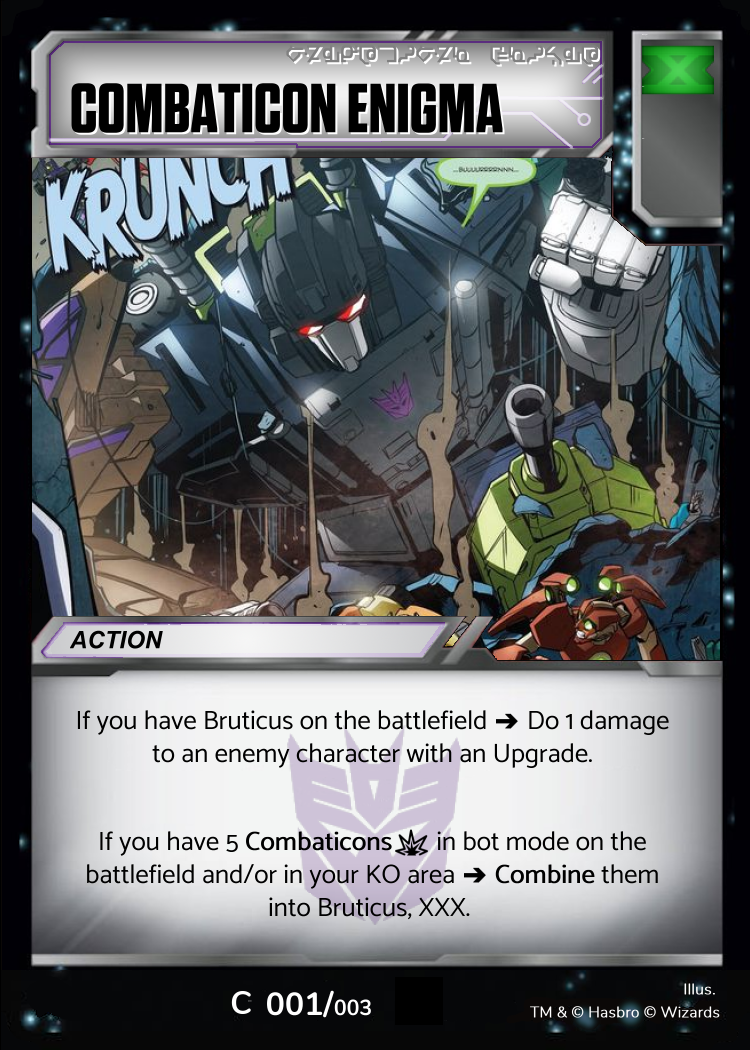 COMBATICON ENIGMA
KRUNCH
...BUUUURRRRNNN...
ACTION
If you have Bruticus on the battlefield ➔ Do 1 damage
to an enemy character with an Upgrade.
If you have 5 Combaticons in bot mode on the
battlefield and/or in your KO area ➔ Combine them
into Bruticus, XXX.
C 001/003
Illus.
TM & © Hasbro © Wizards